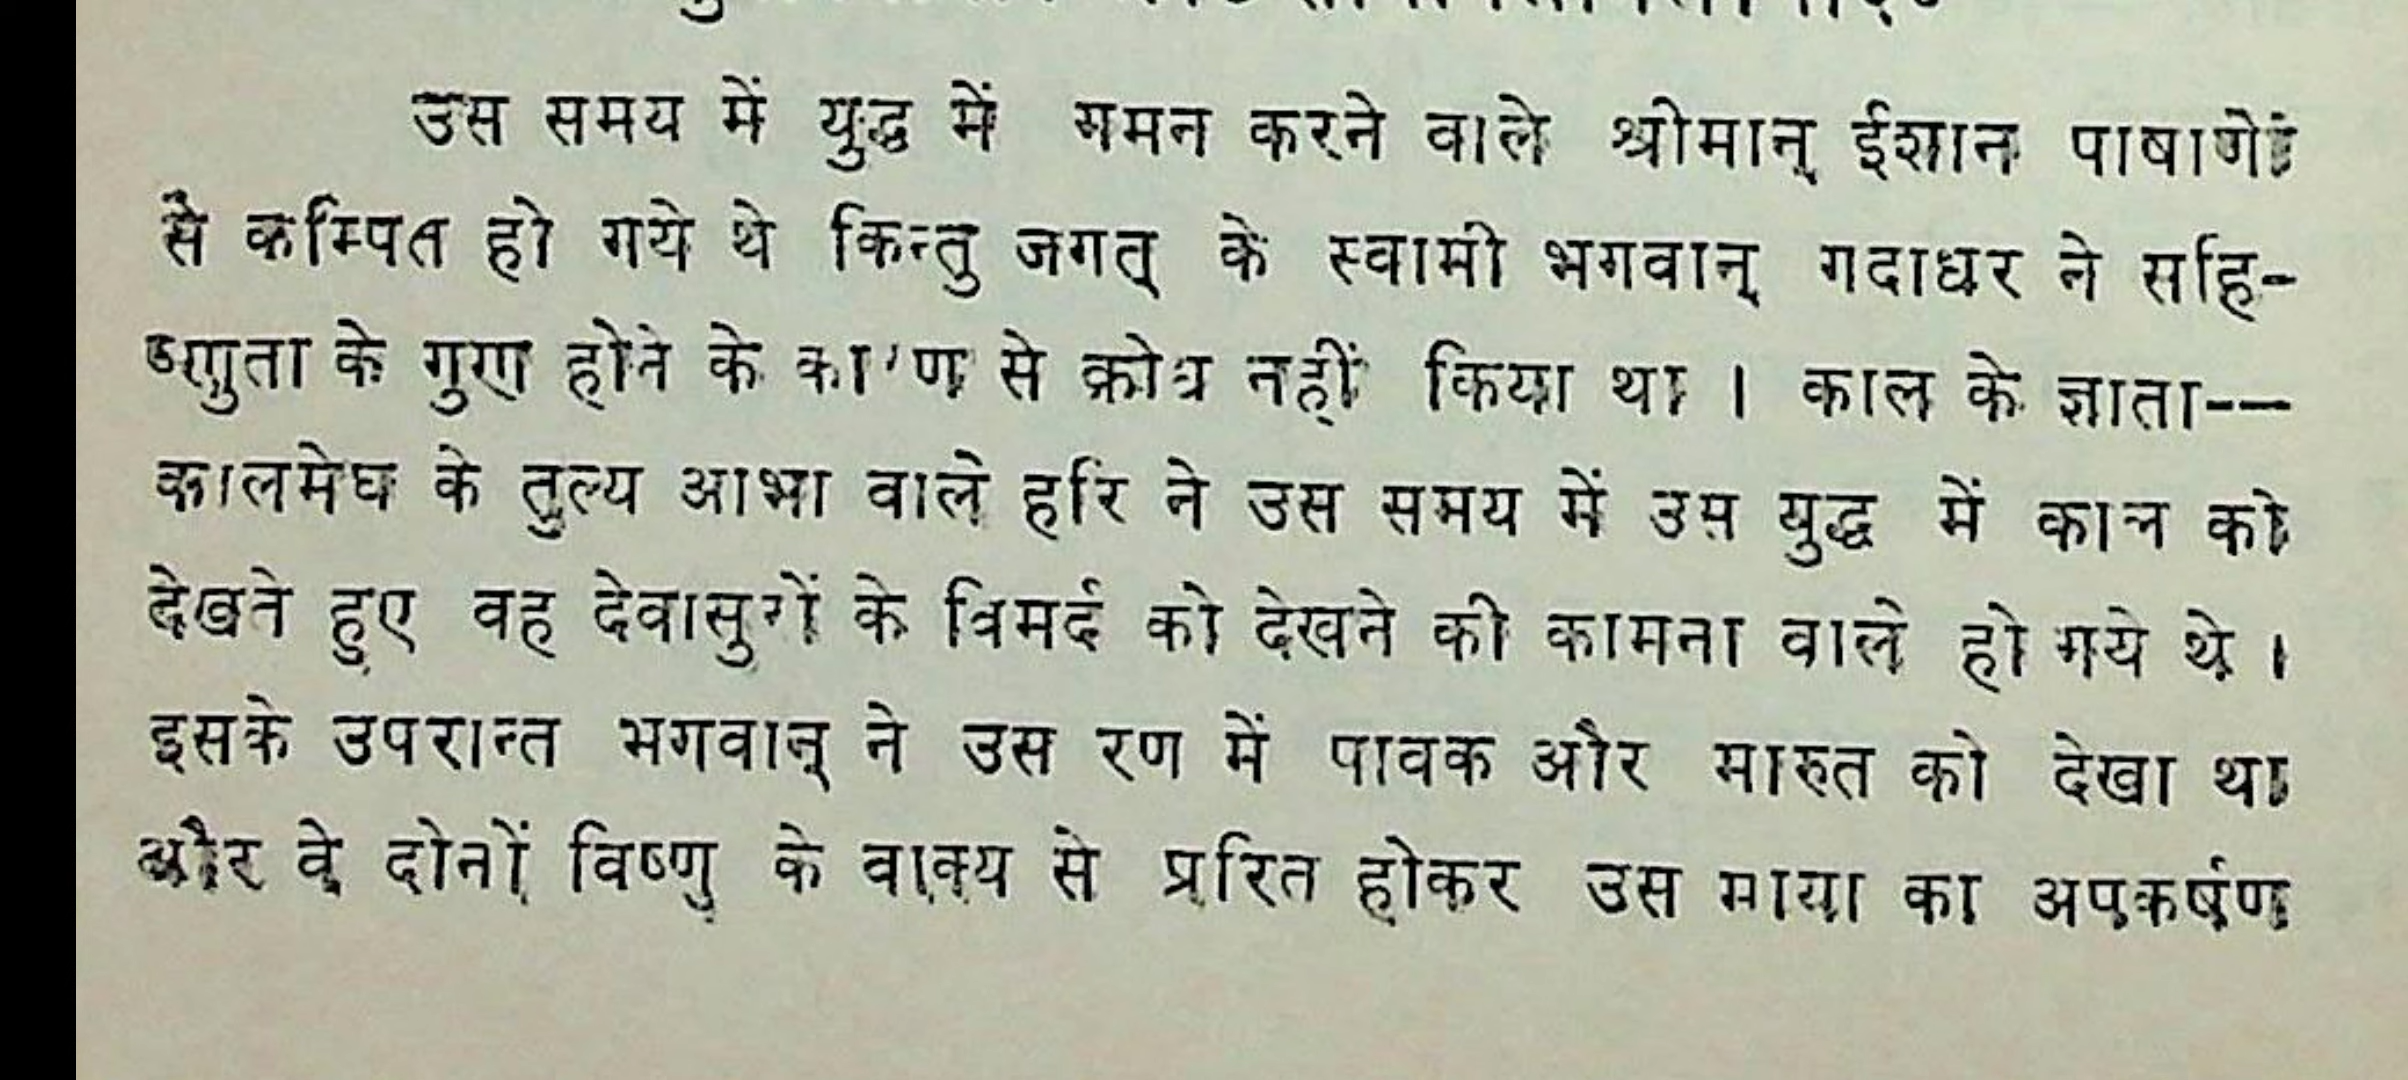 उस समय में युद्ध में गमन करने वाले श्रीमान् ईशान पाषाणों
से कम्पित हो गये थे किन्तु जगत् के स्वामी भगवान् गदाधर ने सहि-
ष्णुता के गुण होने के का'ण से क्रोध नहीं किया था । काल के ज्ञाता--
कालमेघ के तुल्य आभा वाले हरि ने उस समय में उस युद्ध में काल को
देखते हुए वह देवासुरों के विमर्द को देखने की कामना वाले हो गये थे ।
इसके उपरान्त भगवान् ने उस रण में पावक और मारुत को देखा था
और वे दोनों विष्णु के वाक्य से प्ररित होकर उस माया का अपकर्षण